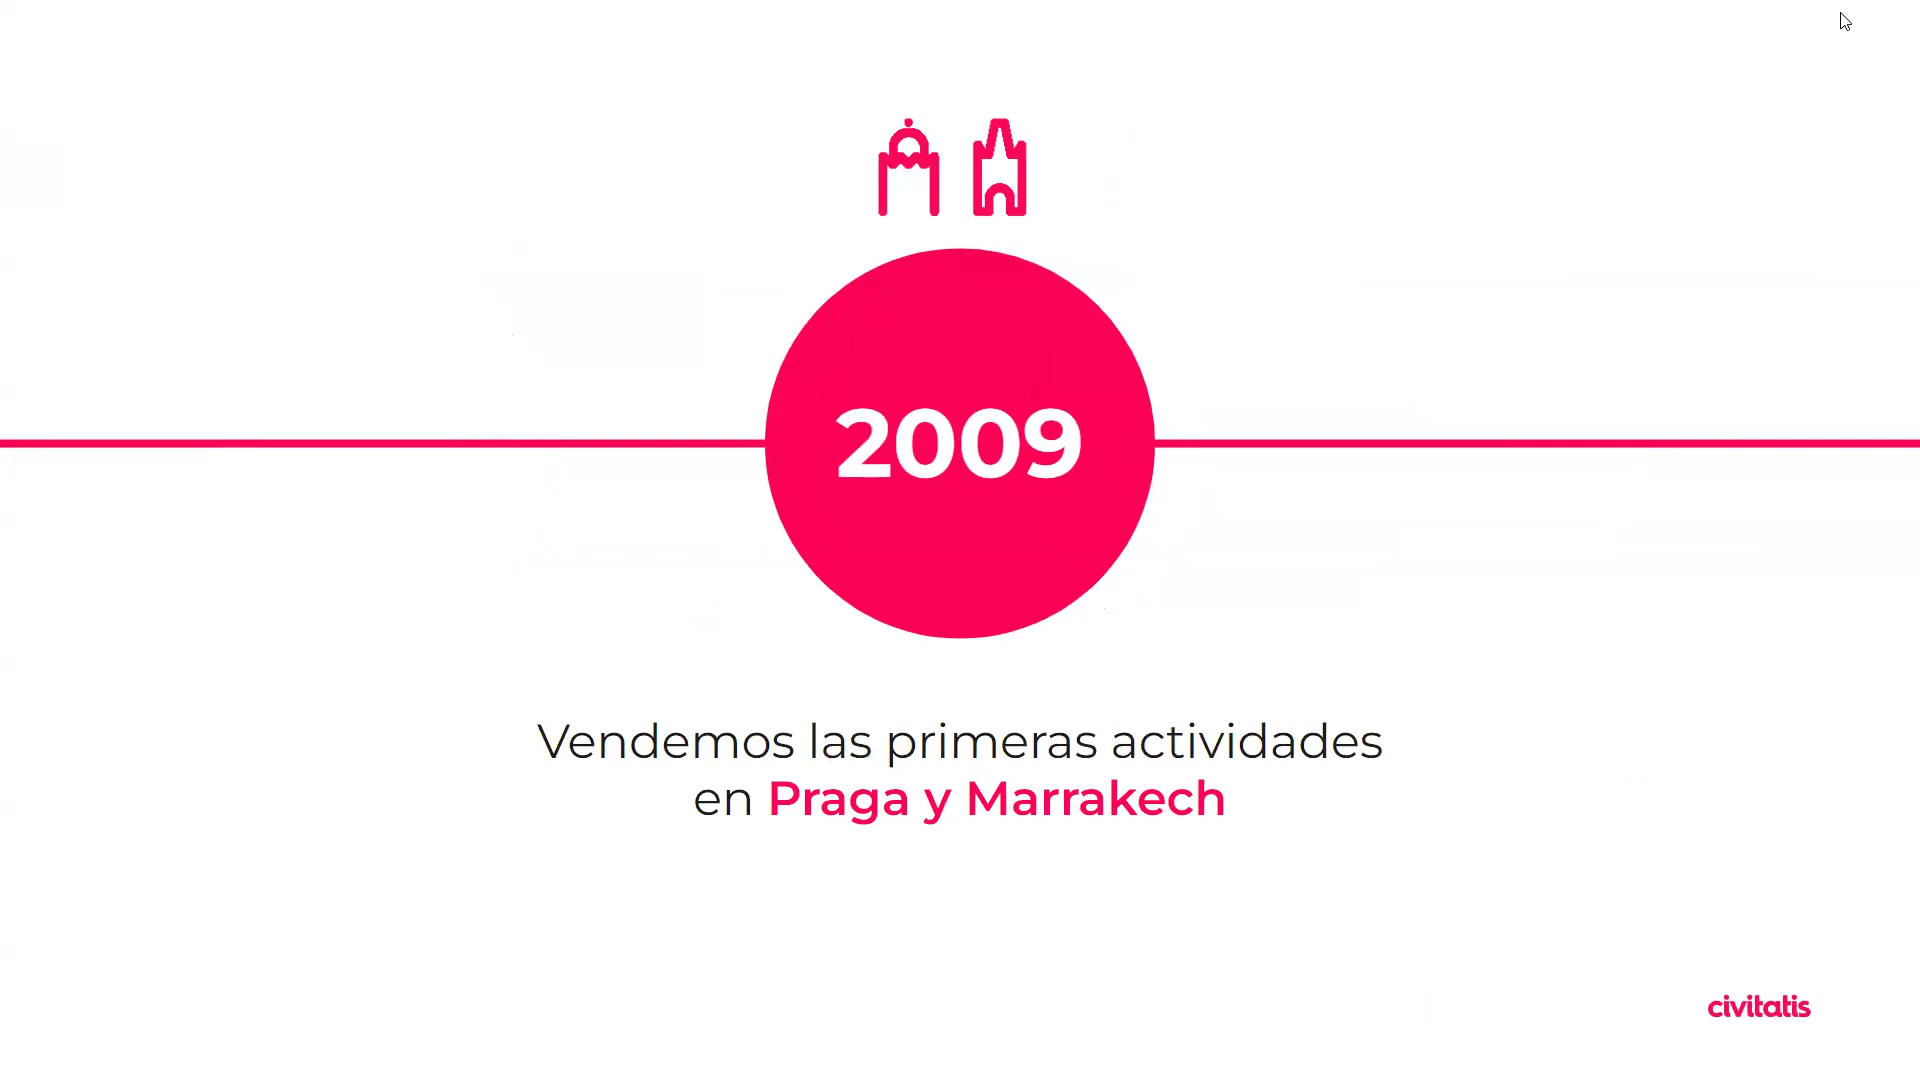 2009
Vendemos las primeras actividades
en Praga y Marrakech
civitatis